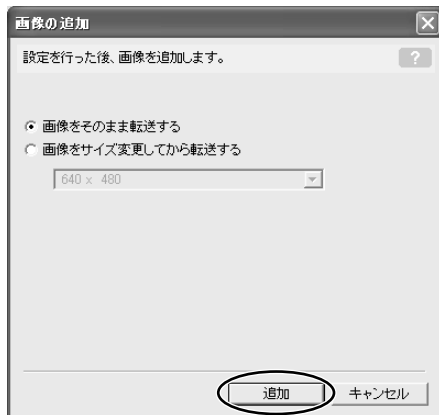 画像の追加
設定を行った後、画像を追加します。
?
画像をそのまま転送する
画像をサイズ変更してから転送する
640 x 480
追加
キャンセル